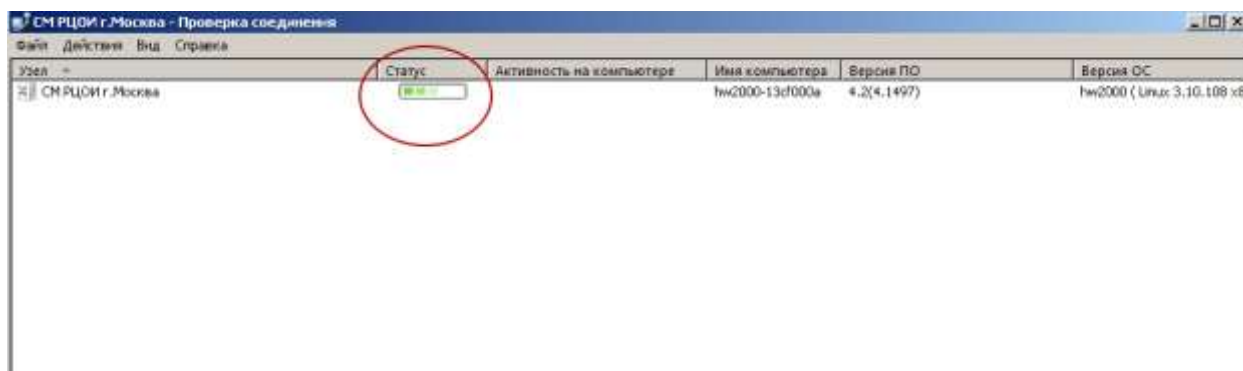 СМ РЦОИ г.Москва - Проверка соединения
Файл Действия Вид Справка
Узел Статус Активность на компьютере Имя компьютера Версия ПО Версия ОС
СМ РЦОИ г.Москва hw2000-13cf000a 4.2(4.1497) hw2000 ( Linux 3.10.108 x8